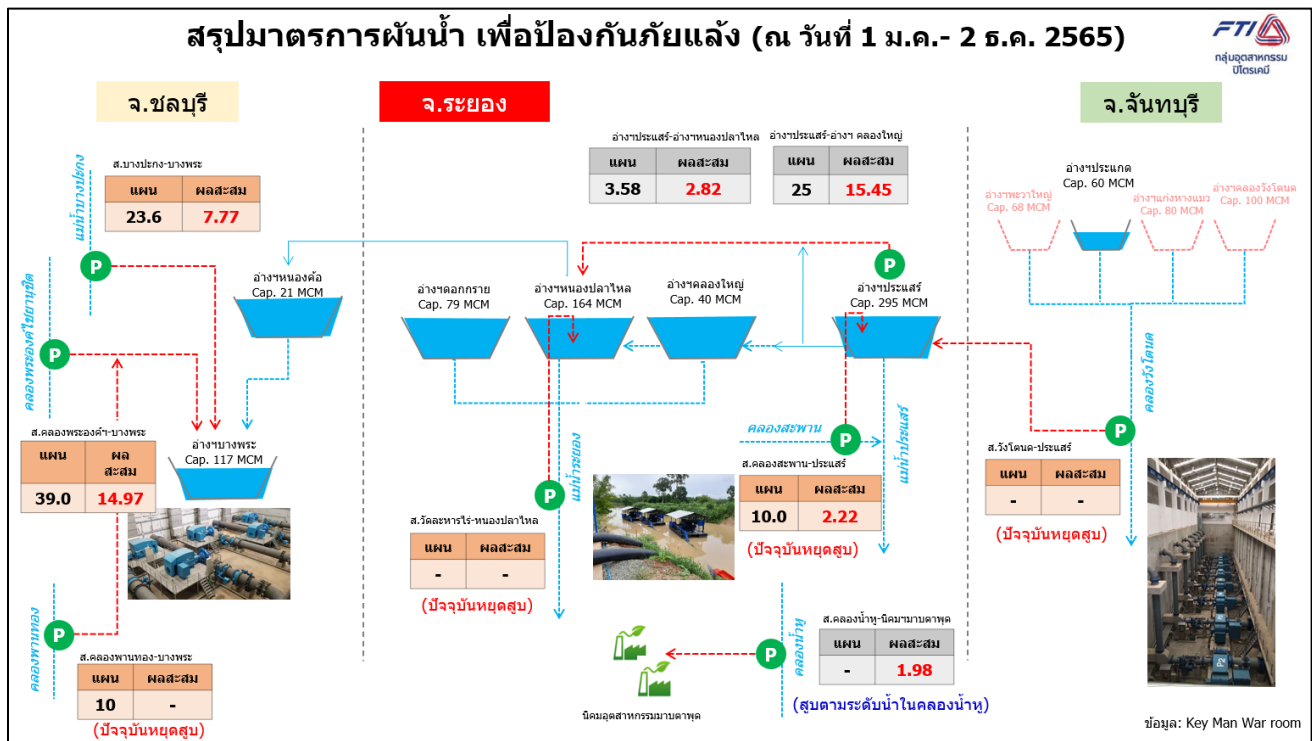 สรุปมาตรการผันน้ำ เพื่อป้องกันภัยแล้ง (ณ วันที่ 1 ม.ค.- 2 ธ.ค. 2565)
FTI
กลุ่มอุตสาหกรรม
ปิโตรเคมี
จ.ชลบุรี
จ.ระยอง
จ.จันทบุรี
ส.บางปะกง-บางพระ
แผน ผลสะสม
23.6 7.77
แม่น้ำบางปะกง
P
อ่างฯหนองค้อ
Cap. 21 MCM
คลองพระองค์ไชยานุชิต
P
ส.คลองพระองค์ฯ-บางพระ
แผน ผล
สะสม
39.0 14.97
อ่างฯบางพระ
Cap. 117 MCM
คลองพานทอง
P
ส.คลองพานทอง-บางพระ
แผน ผลสะสม
10 -
(ปัจจุบันหยุดสูบ)
อ่างฯประแสร์-อ่างฯหนองปลาไหล
แผน ผลสะสม
3.58 2.82
อ่างฯประแสร์-อ่างฯ คลองใหญ่
แผน ผลสะสม
25 15.45
P
อ่างฯดอกกราย
Cap. 79 MCM
อ่างฯหนองปลาไหล
Cap. 164 MCM
อ่างฯคลองใหญ่
Cap. 40 MCM
อ่างฯประแสร์
Cap. 295 MCM
แม่น้ำระยอง
P
ส.วัดละหารไร่-หนองปลาไหล
แผน ผลสะสม
- -
(ปัจจุบันหยุดสูบ)
คลองสะพาน
P
แม่น้ำประแสร์
ส.คลองสะพาน-ประแสร์
แผน ผลสะสม
10.0 2.22
(ปัจจุบันหยุดสูบ)
นิคมอุตสาหกรรมมาบตาพุด
P
คลองน้ำหู
ส.คลองน้ำหู-นิคมฯมาบตาพุด
แผน ผลสะสม
- 1.98
(สูบตามระดับน้ำในคลองน้ำหู)
อ่างฯพะวาใหญ่
Cap. 68 MCM
อ่างฯประแกด
Cap. 60 MCM
อ่างฯแก่งหางแมว
Cap. 80 MCM
อ่างฯคลองวังโตนด
Cap. 100 MCM
คลองวังโตนด
P
ส.วังโตนด-ประแสร์
แผน ผลสะสม
- -
(ปัจจุบันหยุดสูบ)
ข้อมูล: Key Man War room